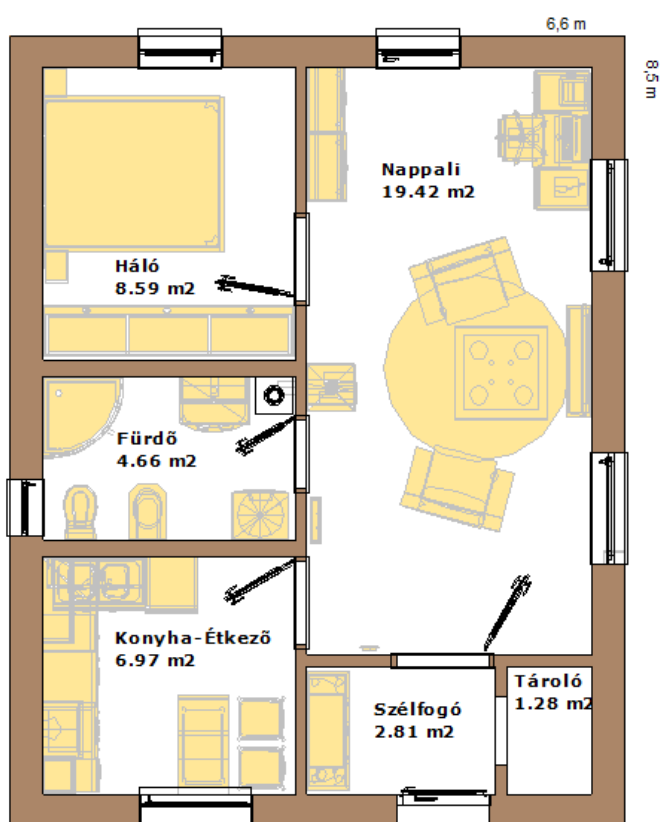 6,6 m
8,5 m
Nappali
19.42 m2
Háló
8.59 m2
Fürdő
4.66 m2
Konyha-Étkező
6.97 m2
Tároló
1.28 m2
Szélfogó
2.81 m2